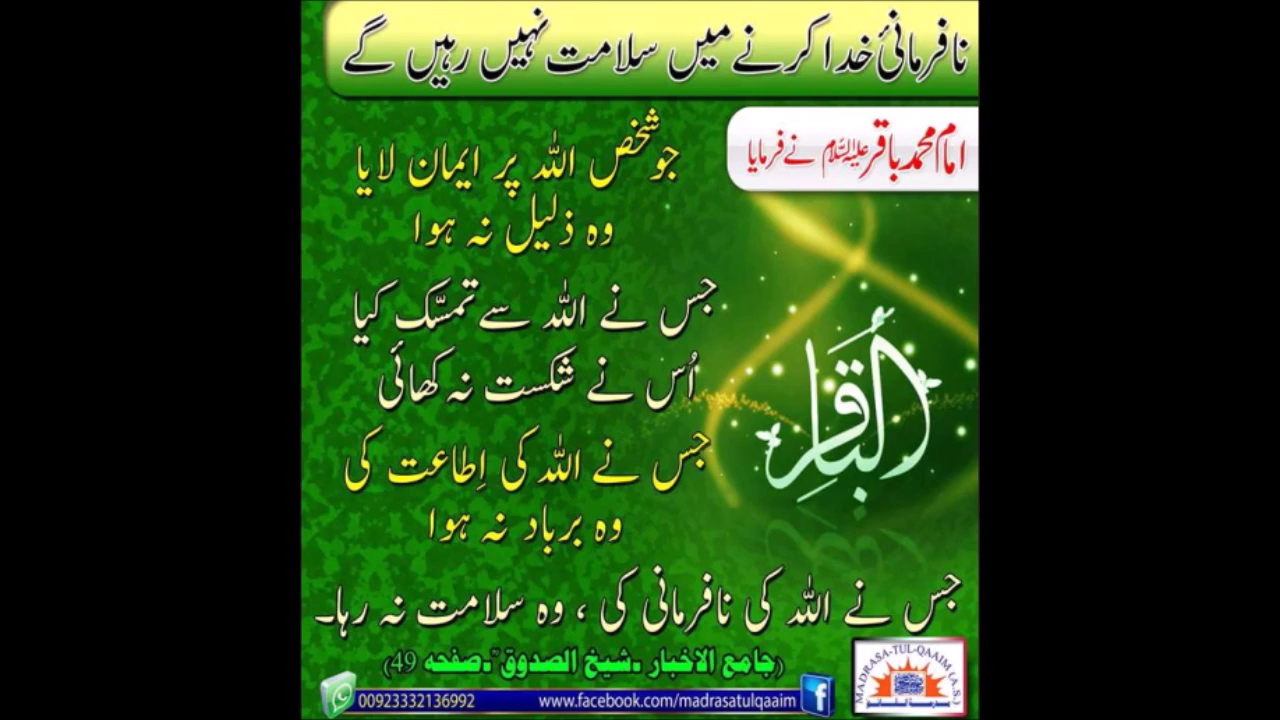 نافرمانیٔ خدا کرنے میں سلامت نہیں رہیں گے
امام محمد باقر علیہ السلام نے فرمایا
جو شخص اللہ پر ایمان لایا
وہ ذلیل نہ ہوا
جس نے اللہ سے تمسّک کیا
اُس نے شکست نہ کھائی
جس نے اللہ کی اِطاعت کی
وہ برباد نہ ہوا
جس نے اللہ کی نافرمانی کی ، وہ سلامت نہ رہا۔
الباقر
(جامع الاخبار ۔شیخ الصدوقؒ ۔صفحہ 49)
MADRASA-TUL-QAAIM (A.S.)
00923332136992
www.facebook.com/madrasatulqaaim